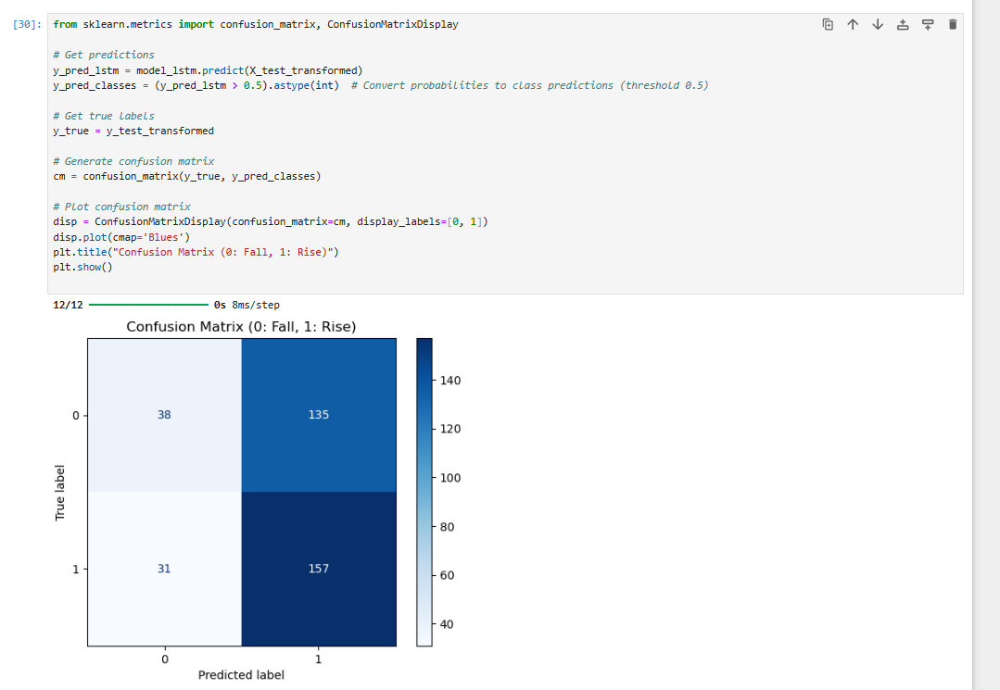 [30]: from sklearn.metrics import confusion_matrix, ConfusionMatrixDisplay
# Get predictions
y_pred_lstm = model_lstm.predict(X_test_transformed)
y_pred_classes = (y_pred_lstm > 0.5).astype(int)  # Convert probabilities to class predictions (threshold 0.5)
# Get true labels
y_true = y_test_transformed
# Generate confusion matrix
cm = confusion_matrix(y_true, y_pred_classes)
# Plot confusion matrix
disp = ConfusionMatrixDisplay(confusion_matrix=cm, display_labels=[0, 1])
disp.plot(cmap='Blues')
plt.title("Confusion Matrix (0: Fall, 1: Rise)")
plt.show()
12/12 0s 8ms/step
Confusion Matrix (0: Fall, 1: Rise)
True label
0
38
135
1
31
157
0
1
Predicted label
140
120
100
80
60
40